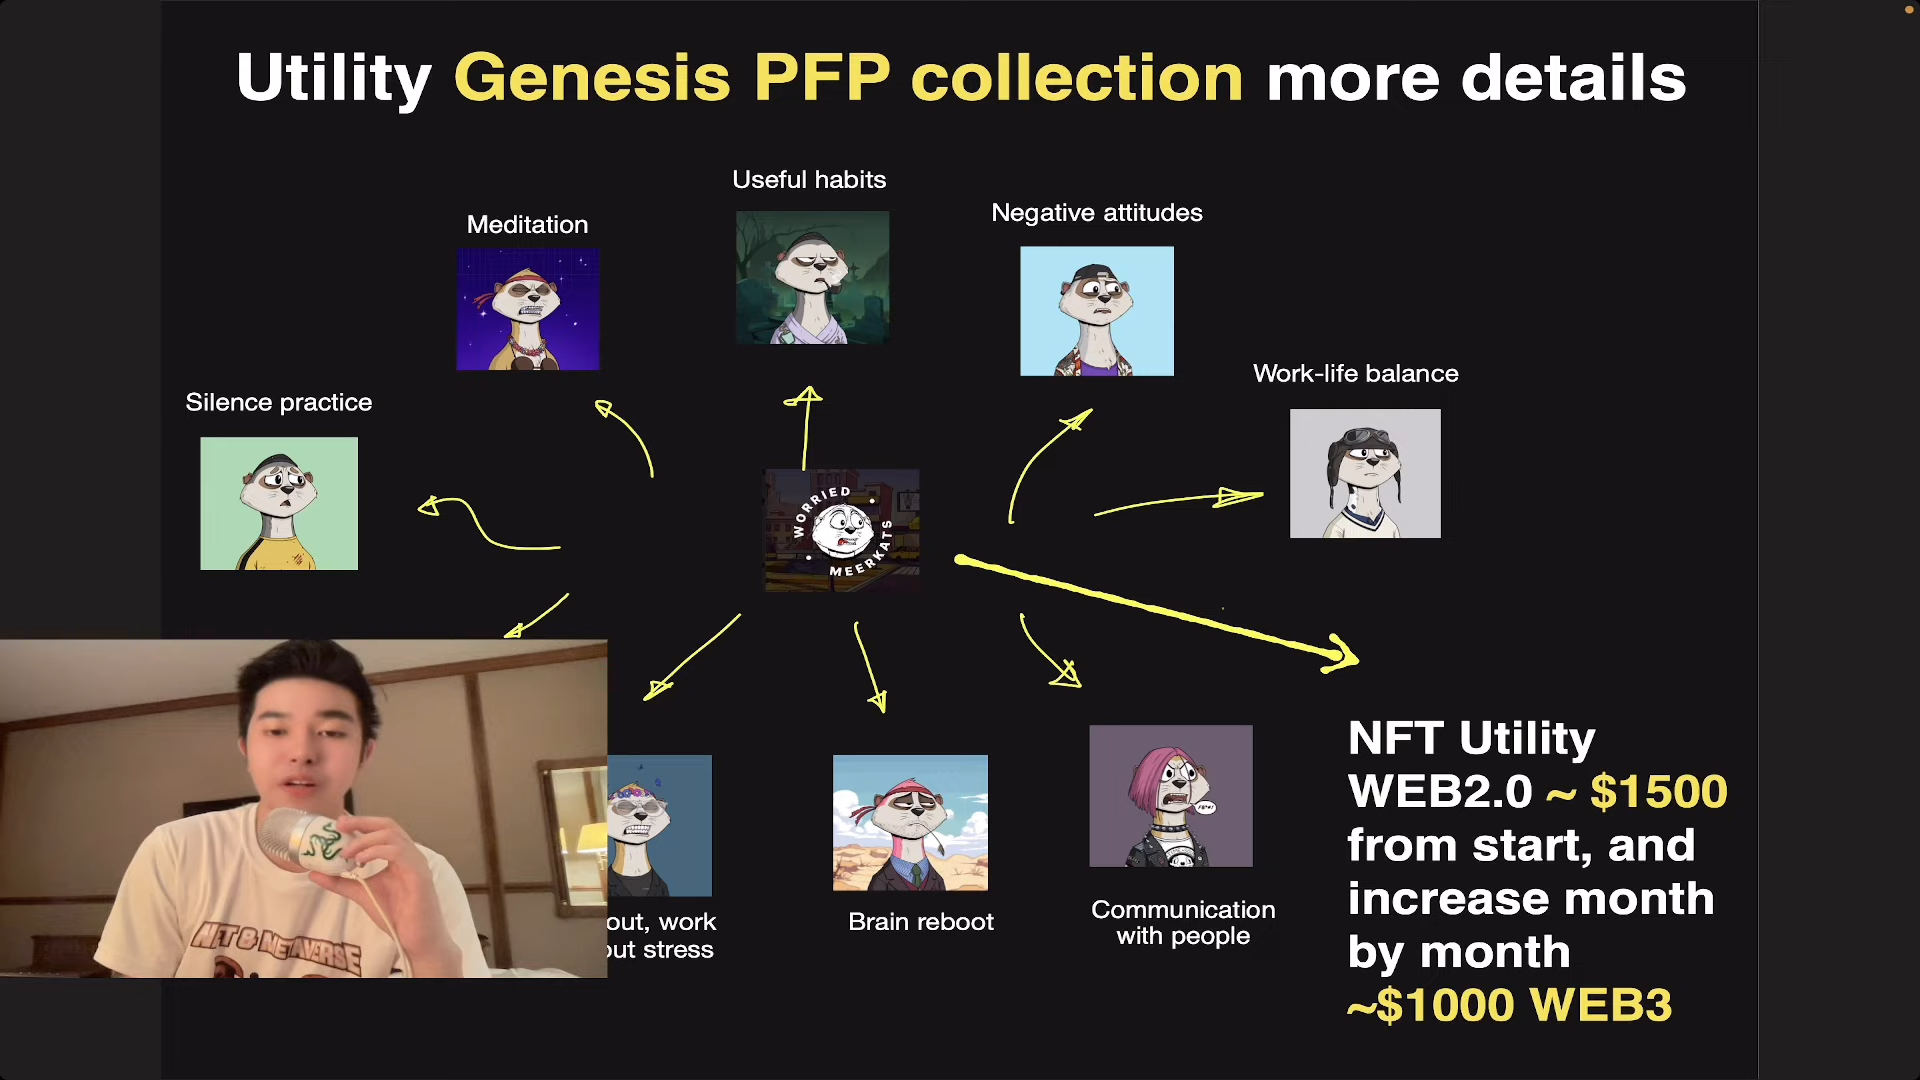 Utility Genesis PFP collection more details
Useful habits
Negative attitudes
Meditation
Work-life balance
Silence practice
WORRIED
MEERKATS
NFT Utility
WEB2.0 ~ $1500
from start, and
increase month
by month
~$1000 WEB3
out, work
out stress
Brain reboot
Communication
with people
NFT & METAVERSE